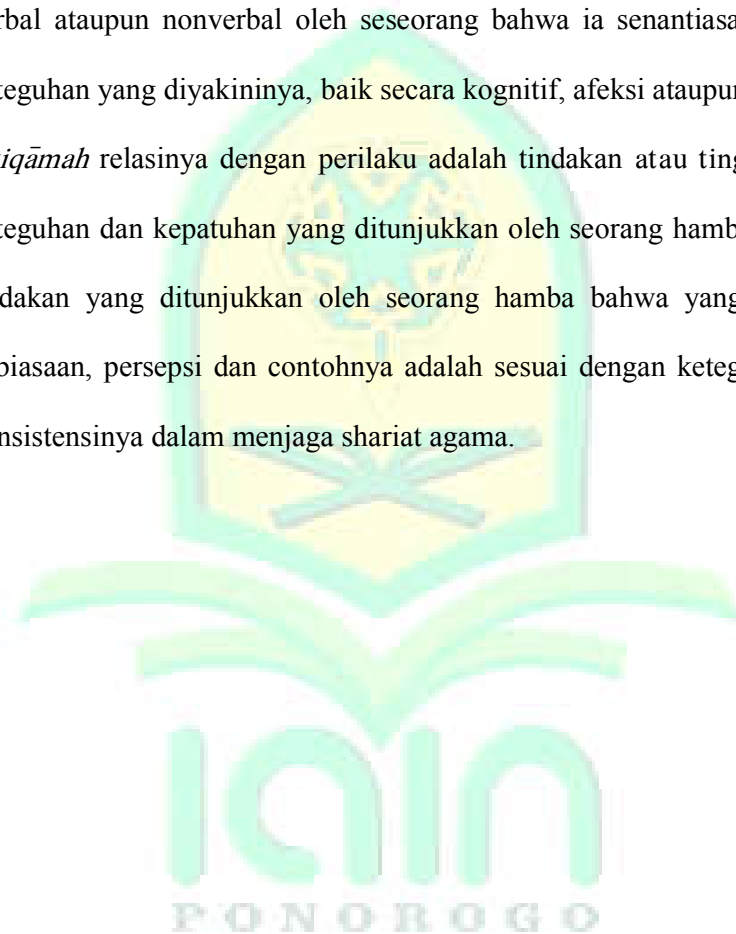 rbal ataupun nonverbal oleh seseorang bahwa ia senantiasa
teguhan yang diyakininya, baik secara kognitif, afeksi ataupun
iqāmah relasinya dengan perilaku adalah tindakan atau ting
teguhan dan kepatuhan yang ditunjukkan oleh seorang hamb
dakan yang ditunjukkan oleh seorang hamba bahwa yang
biasaan, persepsi dan contohnya adalah sesuai dengan keteg
nsistensinya dalam menjaga shariat agama.
iain
PONOROGO